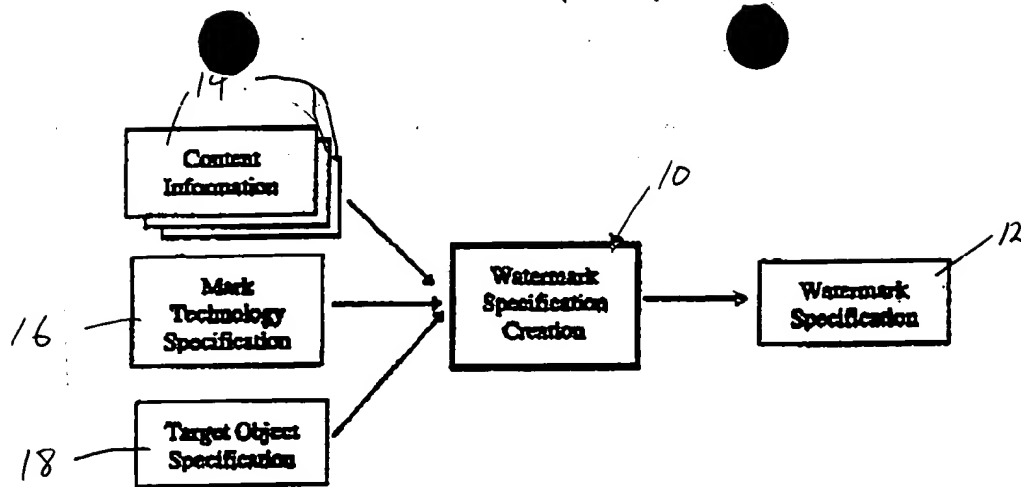 14
Content
Information
10
12
Mark
Technology
Specification
Watermark
Specification
Creation
Watermark
Specification
16
Target Object
Specification
18